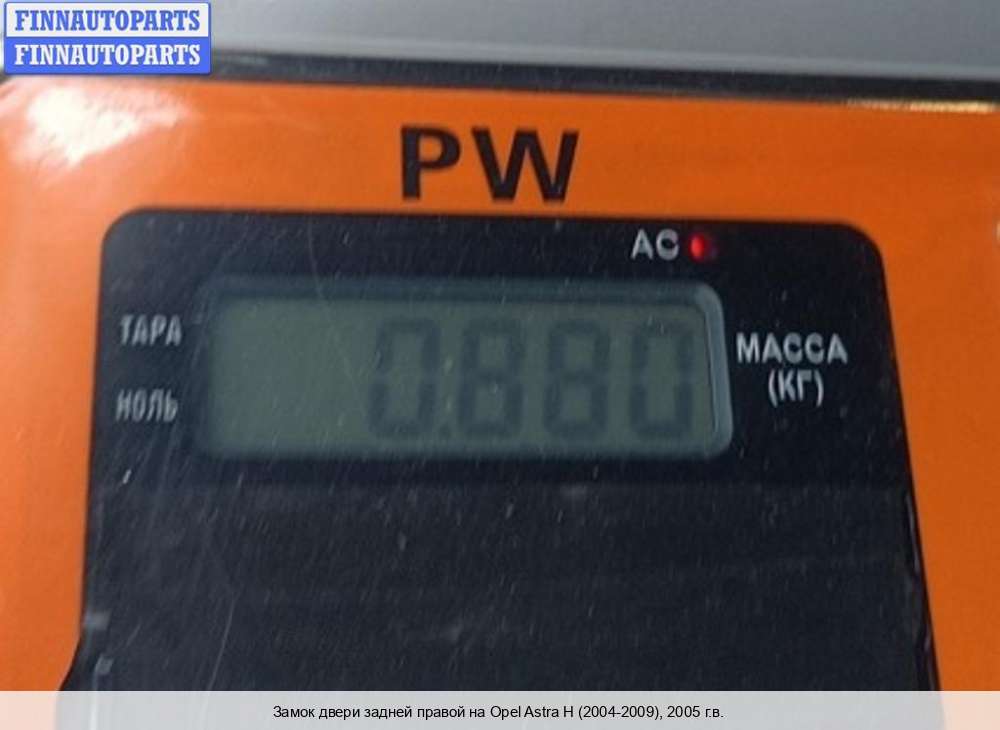 FINNAUTOPARTS
FINNAUTOPARTS
PW
AC
ТАРА
НОЛЬ
0.880
МАССА
(КГ)
Замок двери задней правой на Opel Astra H (2004-2009), 2005 г.в.